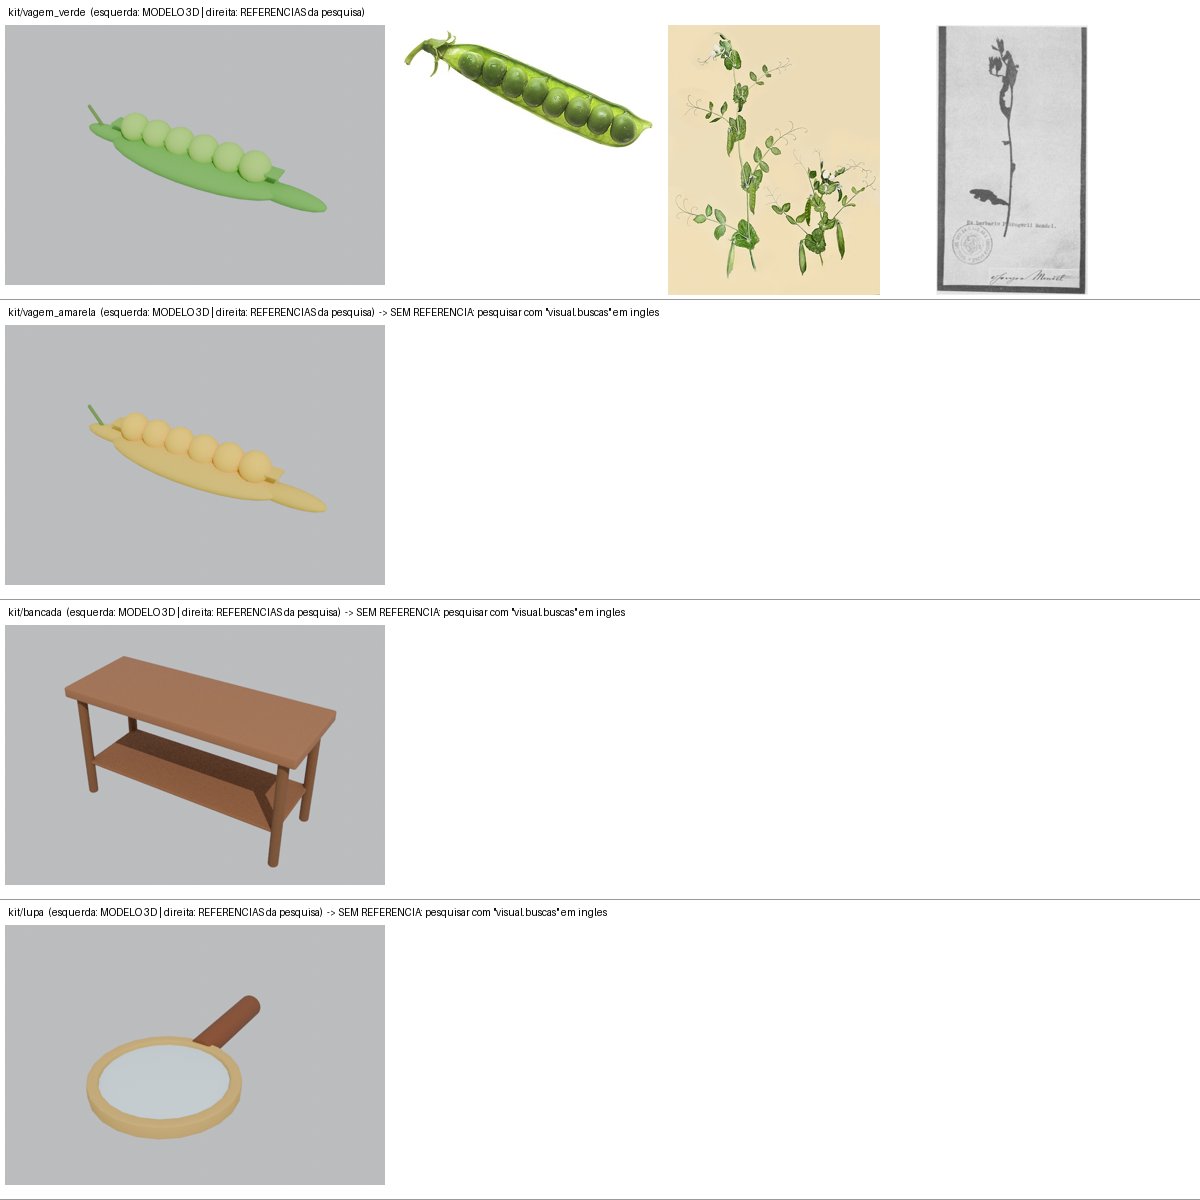 kit/vagem_verde (esquerda: MODELO 3D | direita: REFERENCIAS da pesquisa)
kit/vagem_amarela (esquerda: MODELO 3D | direita: REFERENCIAS da pesquisa) -> SEM REFERENCIA: pesquisar com "visual.buscas" em ingles
kit/bancada (esquerda: MODELO 3D | direita: REFERENCIAS da pesquisa) -> SEM REFERENCIA: pesquisar com "visual.buscas" em ingles
kit/lupa (esquerda: MODELO 3D | direita: REFERENCIAS da pesquisa) -> SEM REFERENCIA: pesquisar com "visual.buscas" em ingles